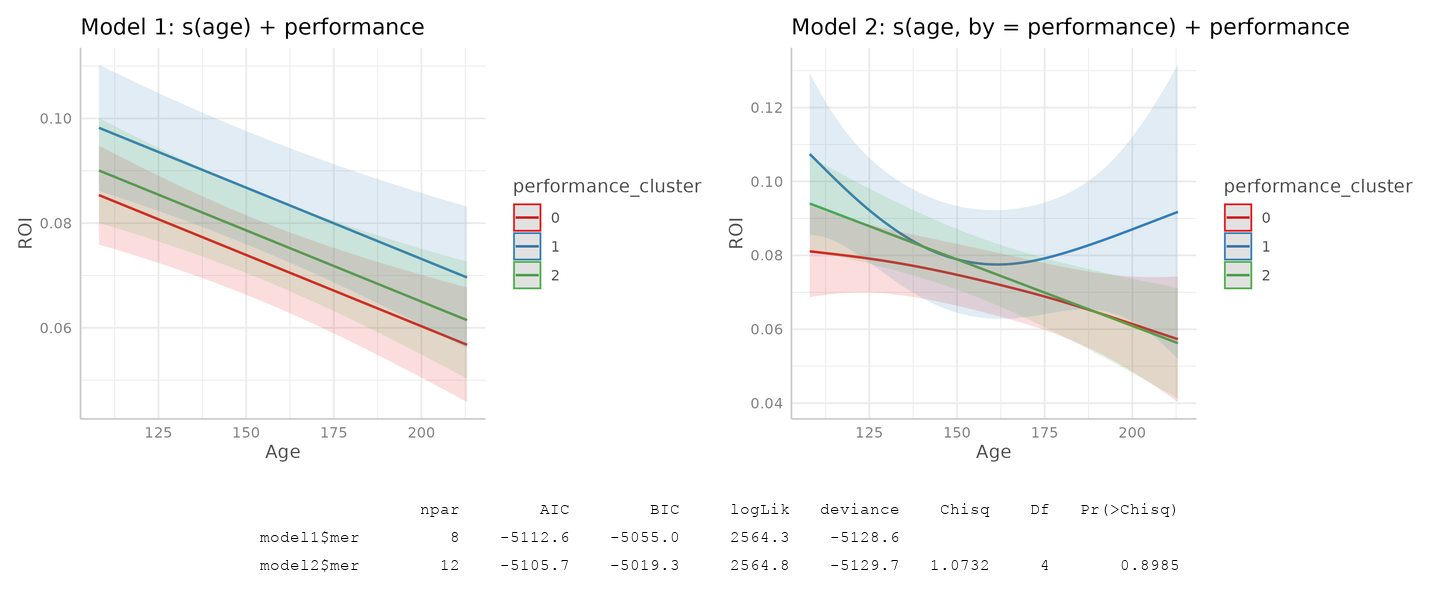 Model 1: s(age) + performance
0.10
0.08
0.06
125 150 175 200
Age
ROI
performance_cluster
0
1
2
Model 2: s(age, by = performance) + performance
0.12
0.10
0.08
0.06
0.04
125 150 175 200
Age
ROI
performance_cluster
0
1
2
npar AIC BIC logLik deviance Chisq Df Pr(>Chisq)
model1$mer 8 -5112.6 -5055.0 2564.3 -5128.6
model2$mer 12 -5105.7 -5019.3 2564.8 -5129.7 1.0732 4 0.8985